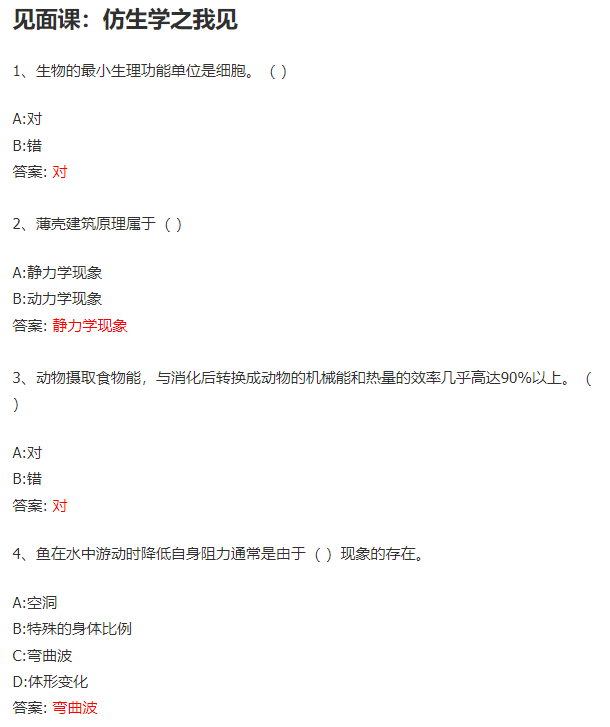 见面课：仿生学之我见
1、生物的最小生理功能单位是细胞。（ ）
A:对
B:错
答案: 对
2、薄壳建筑原理属于（ ）
A:静力学现象
B:动力学现象
答案: 静力学现象
3、动物摄取食物能，与消化后转换成动物的机械能和热量的效率几乎高达90%以上。（
）
A:对
B:错
答案: 对
4、鱼在水中游动时降低自身阻力通常是由于（ ）现象的存在。
A:空洞
B:特殊的身体比例
C:弯曲波
D:体形变化
答案: 弯曲波